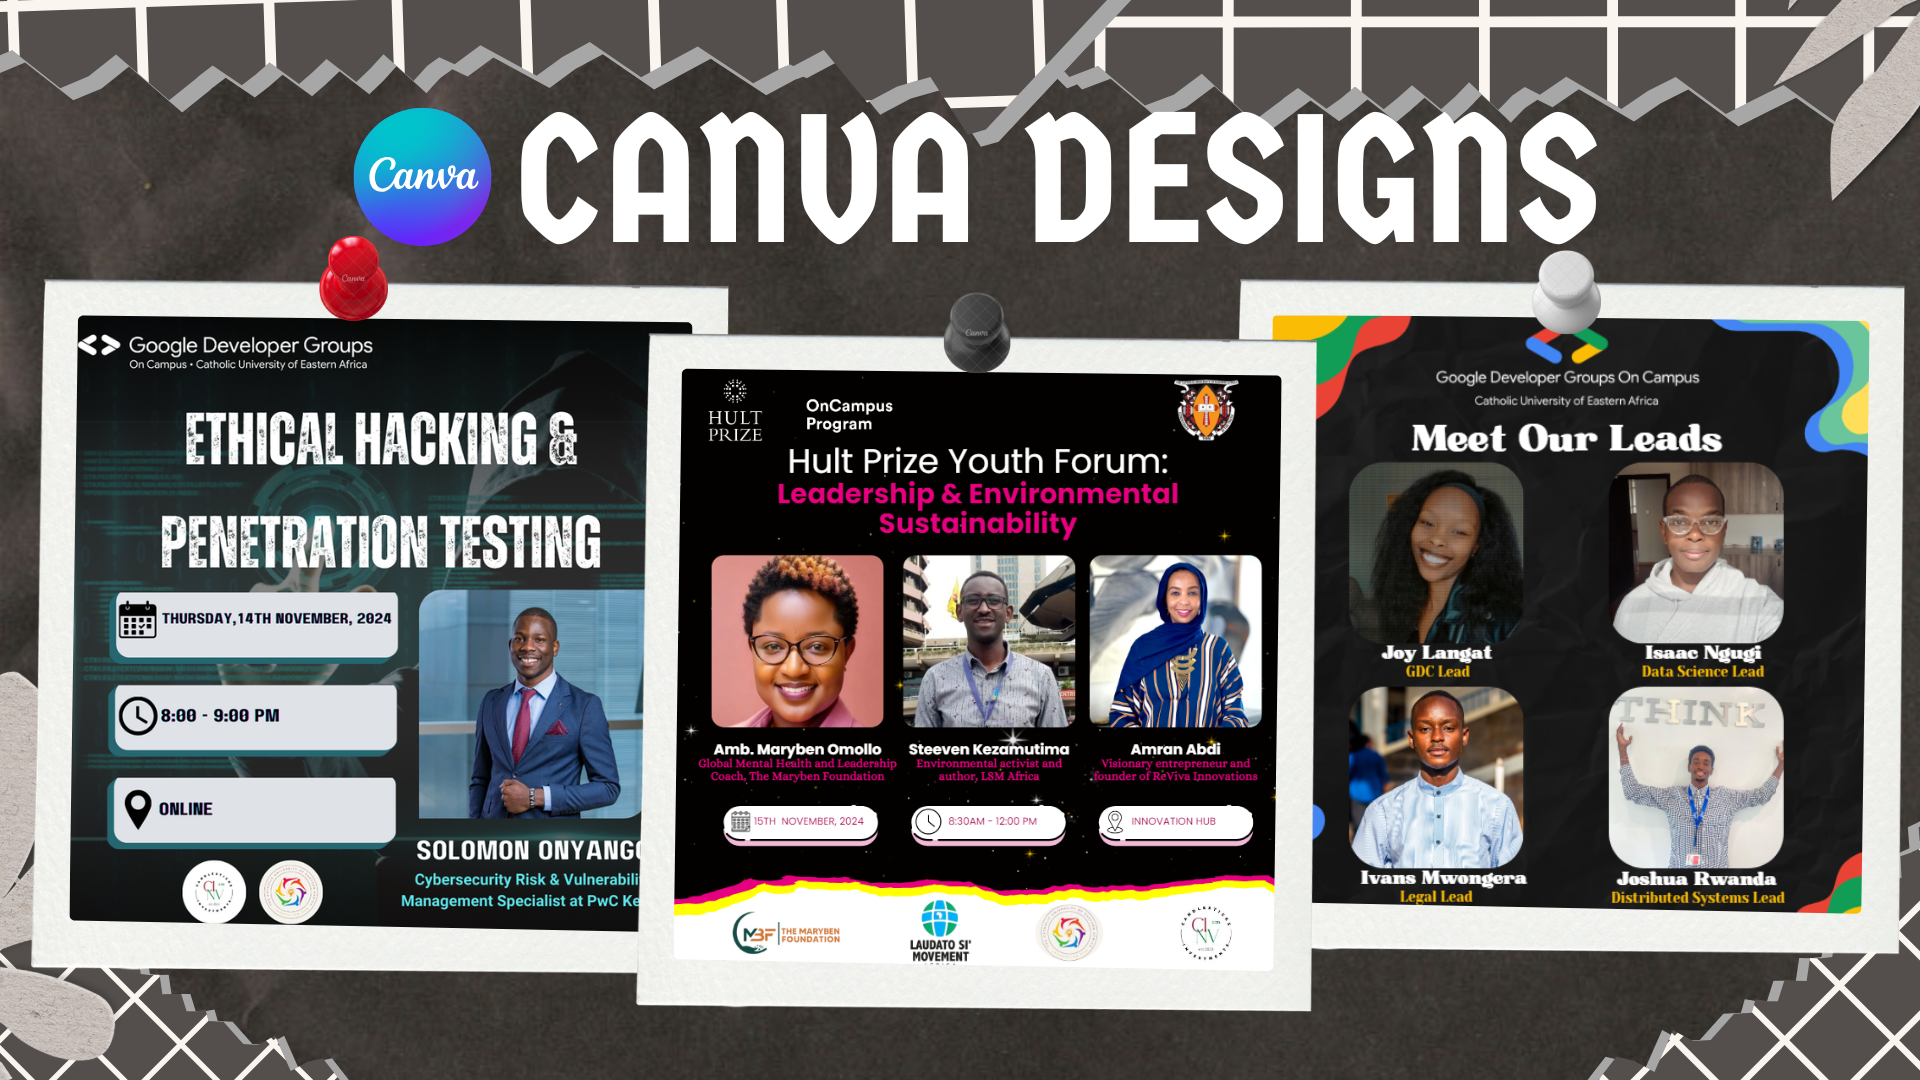 Canva
CANVA DESIGNS
Canva
Google Developer Groups
On Campus • Catholic University of Eastern Africa
ETHICAL HACKING &
PENETRATION TESTING
THURSDAY,14TH NOVEMBER, 2024
8:00 - 9:00 PM
ONLINE
SOLOMON ONYANGO
Cybersecurity Risk & Vulnerabili
Management Specialist at PwC Ke
Canva
HULT
PRIZE
OnCampus
Program
Hult Prize Youth Forum:
Leadership & Environmental
Sustainability
Amb. Maryben Omollo
Global Mental Health and Leadership
Coach, The Maryben Foundation
Steeven Kezamutima
Environmental activist and
author, LSM Africa
Amran Abdi
Visionary entrepreneur and
founder of ReViva Innovations
15TH NOVEMBER, 2024
8:30AM - 12:00 PM
INNOVATION HUB
MBF
THE MARYBEN
FOUNDATION
LAUDATO SI'
MOVEMENT
Google Developer Groups On Campus
Catholic University of Eastern Africa
Meet Our Leads
Joy Langat
GDC Lead
Isaac Ngugi
Data Science Lead
THINK
Ivans Mwongera
Legal Lead
Joshua Rwanda
Distributed Systems Lead